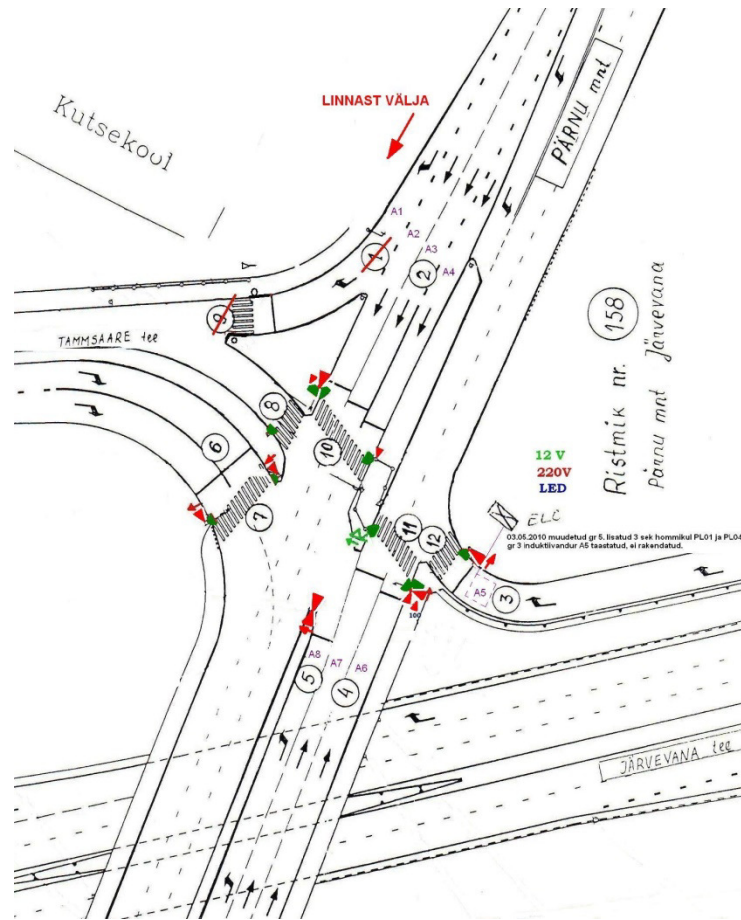 LINNAST VÄLJA
Kutsekool
PÄRNU mnt
A1
A2
A3
A4
1
2
9
TAMMSAARE tee
158
Ristmik nr.
Pärnu mnt Järvevana
8
10
6
7
12 V
220V
LED
ELC
03.05.2010 muudetud gr 5. lisatud 3 sek hommikul PL01 ja PL04
gr 3 induktiivandur A5 taastatud, ei rakendatud.
11
12
A5
3
100
A8
A7
A6
5
4
JÄRVEVANA tee